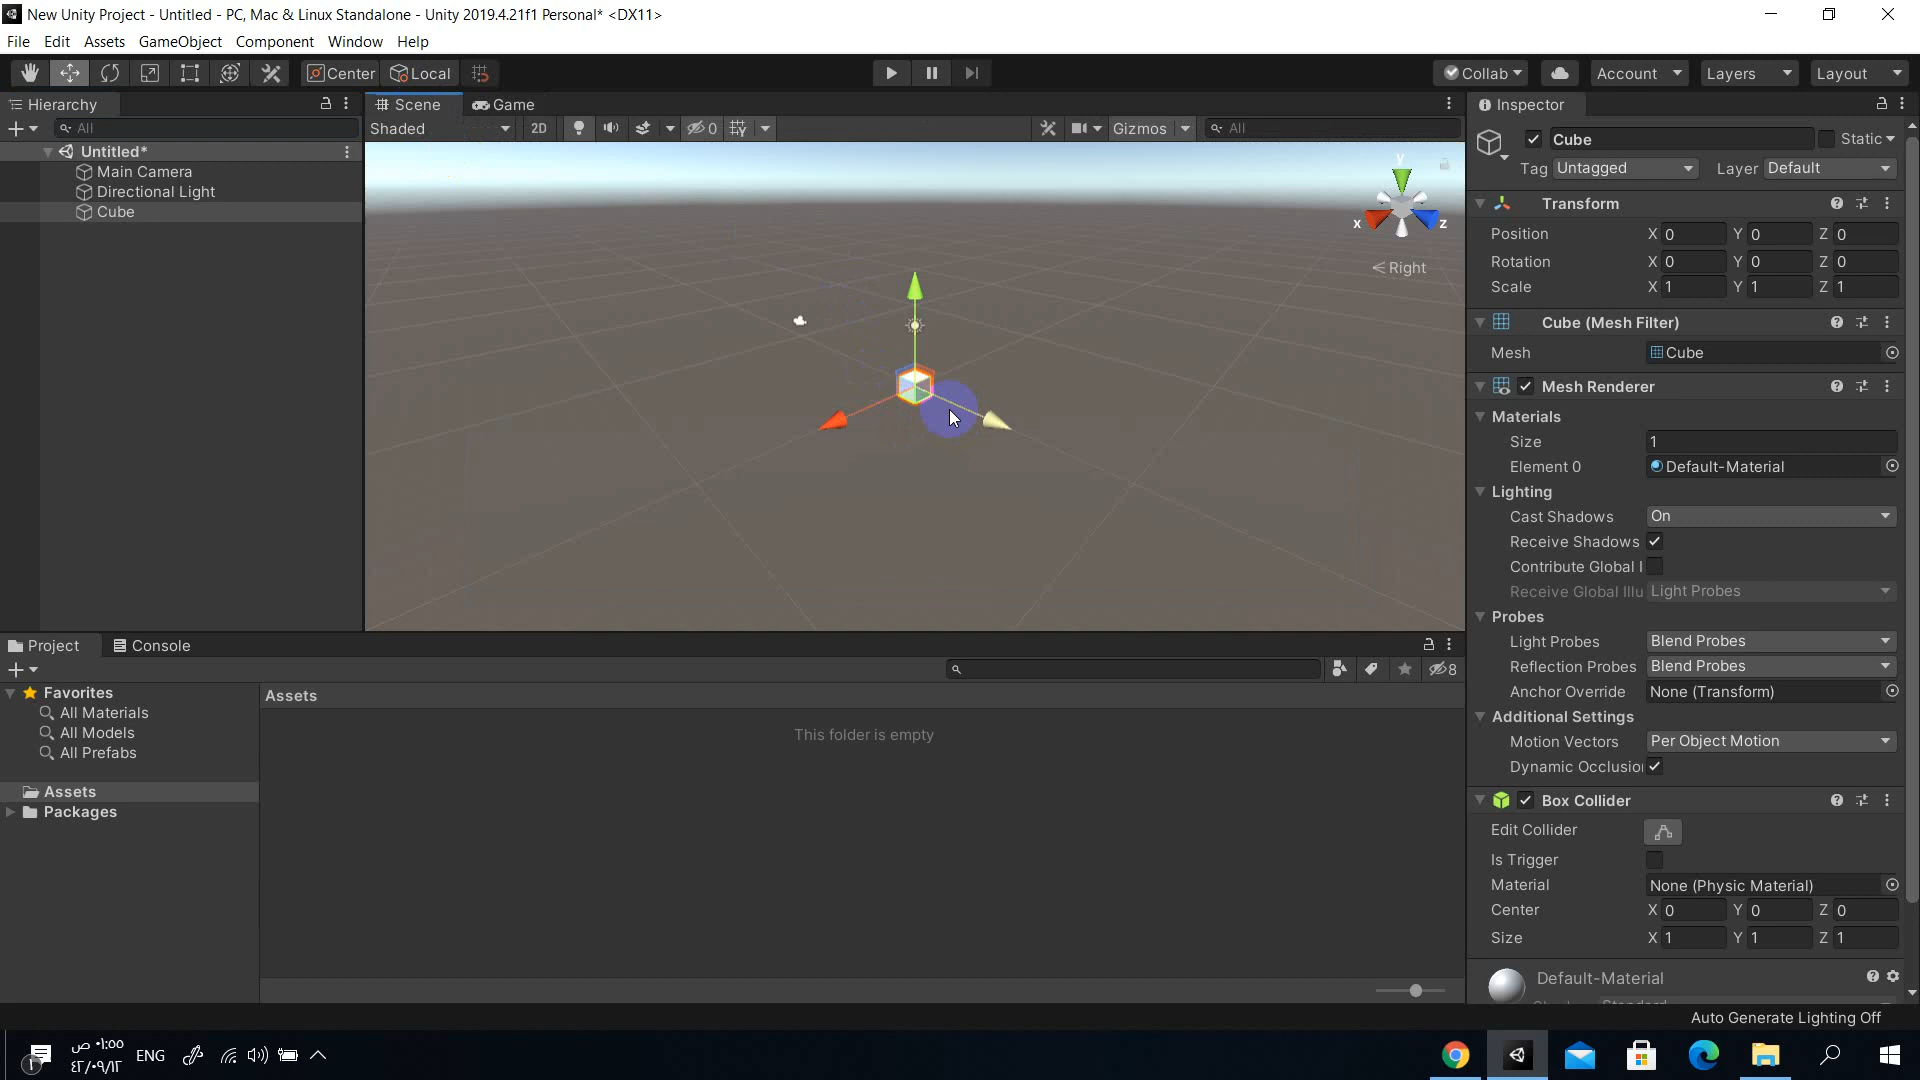 New Unity Project - Untitled - PC, Mac & Linux Standalone - Unity 2019.4.21f1 Personal* <DX11>
File Edit Assets GameObject Component Window Help
Center Local Collab Account Layers Layout
Hierarchy
All
Untitled*
Main Camera
Directional Light
Cube
Scene Game
Shaded 2D 0 Gizmos All
y
x z
Right
Inspector
Cube Static
Tag Untagged Layer Default
Transform
Position X 0 Y 0 Z 0
Rotation X 0 Y 0 Z 0
Scale X 1 Y 1 Z 1
Cube (Mesh Filter)
Mesh Cube
Mesh Renderer
Materials
Size 1
Element 0 Default-Material
Lighting
Cast Shadows On
Receive Shadows
Contribute Global I
Receive Global Illu Light Probes
Probes
Light Probes Blend Probes
Reflection Probes Blend Probes
Anchor Override None (Transform)
Additional Settings
Motion Vectors Per Object Motion
Dynamic Occlusio
Box Collider
Edit Collider
Is Trigger
Material None (Physic Material)
Center X 0 Y 0 Z 0
Size X 1 Y 1 Z 1
Default-Material
Project Console
8
Favorites
All Materials
All Models
All Prefabs
Assets
Packages
Assets
This folder is empty
Auto Generate Lighting Off
ENG